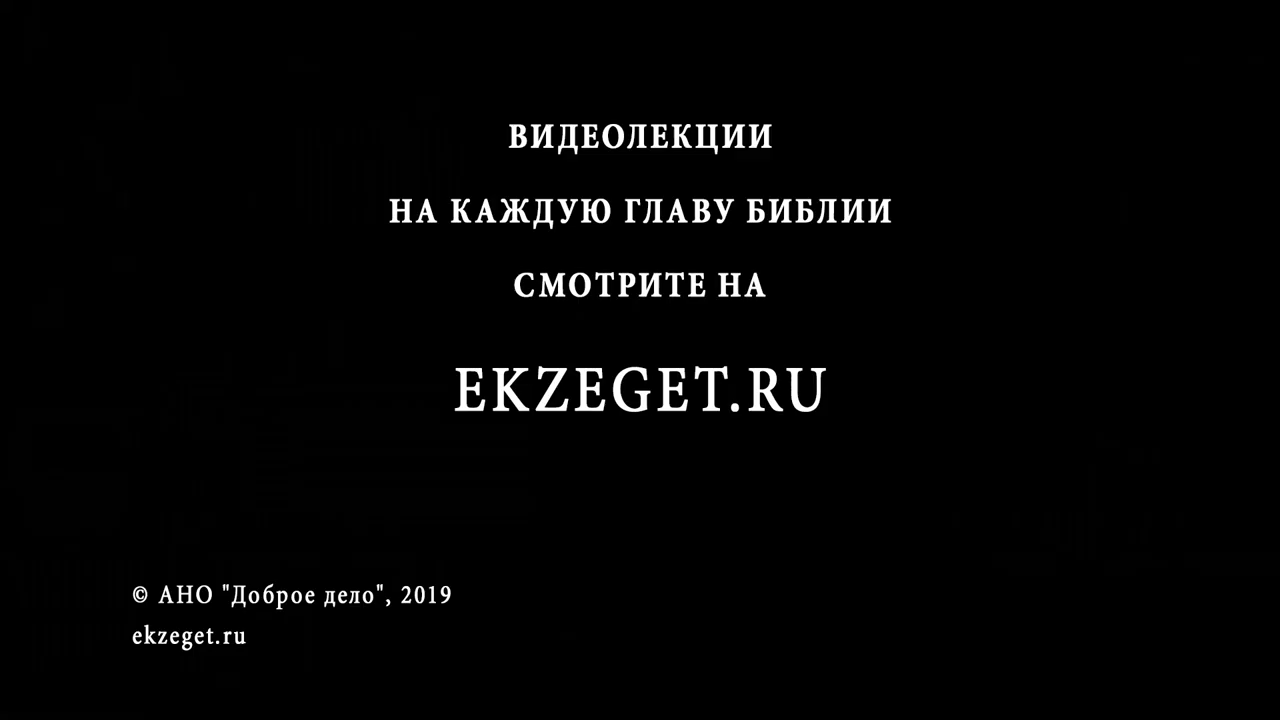 ВИДЕОЛЕКЦИИ
НА КАЖДУЮ ГЛАВУ БИБЛИИ
СМОТРИТЕ НА
EKZEGET.RU
© АНО "Доброе дело", 2019
ekzeget.ru